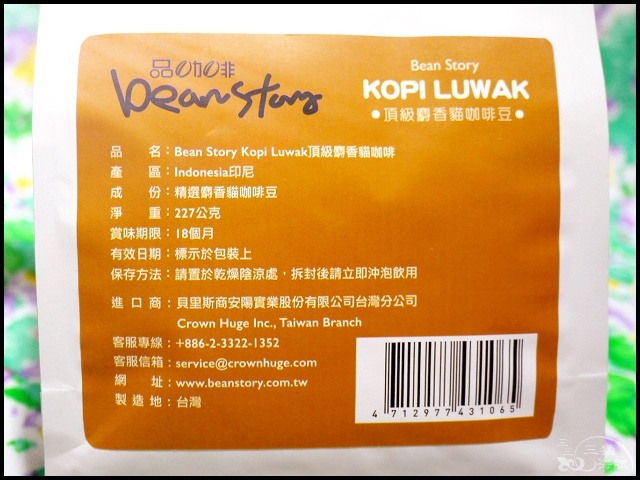 品咖啡
bean story
Bean Story
KOPI LUWAK
•頂級麝香貓咖啡豆•
品　　名：Bean Story Kopi Luwak頂級麝香貓咖啡
產　　區：Indonesia印尼
成　　份：精選麝香貓咖啡豆
淨　　重：227公克
賞味期限：18個月
有效日期：標示於包裝上
保存方法：請置於乾燥陰涼處，拆封後請立即沖泡飲用
進 口 商：貝里斯商安陽實業股份有限公司台灣分公司
Crown Huge Inc., Taiwan Branch
客服專線：+886-2-3322-1352
客服信箱：service@crownhuge.com
網　　址：www.beanstory.com.tw
製 造 地：台灣
4 712977 431065